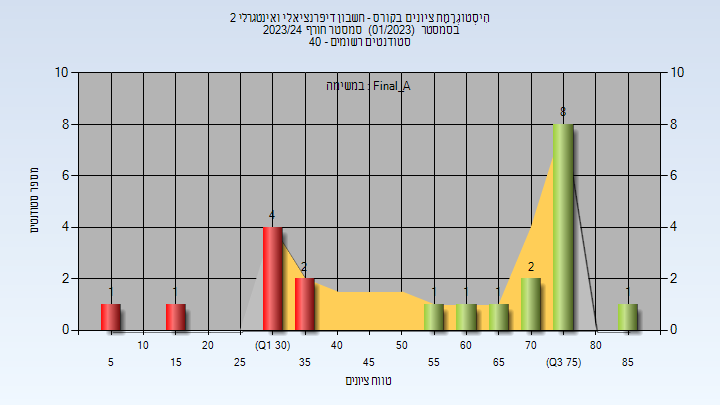 היסטוגרמת ציונים בקורס - חשבון דיפרנציאלי ואינטגרלי 2
בסמסטר (01/2023) סמסטר חורף 2023/24
סטודנטים רשומים - 40
במשימה : Final_A
10 10
8 8
6 6
4 4
2 2
0 0
מספר סטודנטים
1 1 4 2 1 1 1 2 8 1
10 20 (Q1 30) 40 50 60 70 80
5 15 25 35 45 55 65 (Q3 75) 85
טווח ציונים